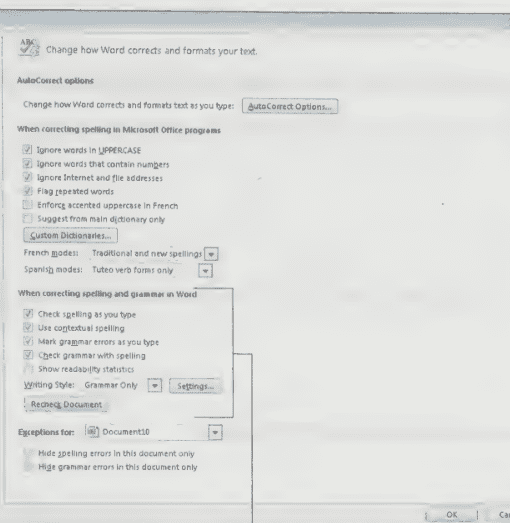 ABC
Change how Word corrects and formats your text.
AutoCorrect options
Change how Word corrects and formats text as you type: AutoCorrect Options...
When correcting spelling in Microsoft Office programs
Ignore words in UPPERCASE
Ignore words that contain numbers
Ignore Internet and file addresses
Flag repeated words
Enforce accented uppercase in French
Suggest from main dictionary only
Custom Dictionaries...
French modes: Traditional and new spellings
Spanish modes: Tuteo verb forms only
When correcting spelling and grammar in Word
Check spelling as you type
Use contextual spelling
Mark grammar errors as you type
Check grammar with spelling
Show readability statistics
Writing Style: Grammar Only Settings...
Recheck Document
Exceptions for: Document10
Hide spelling errors in this document only
Hide grammar errors in this document only
OK